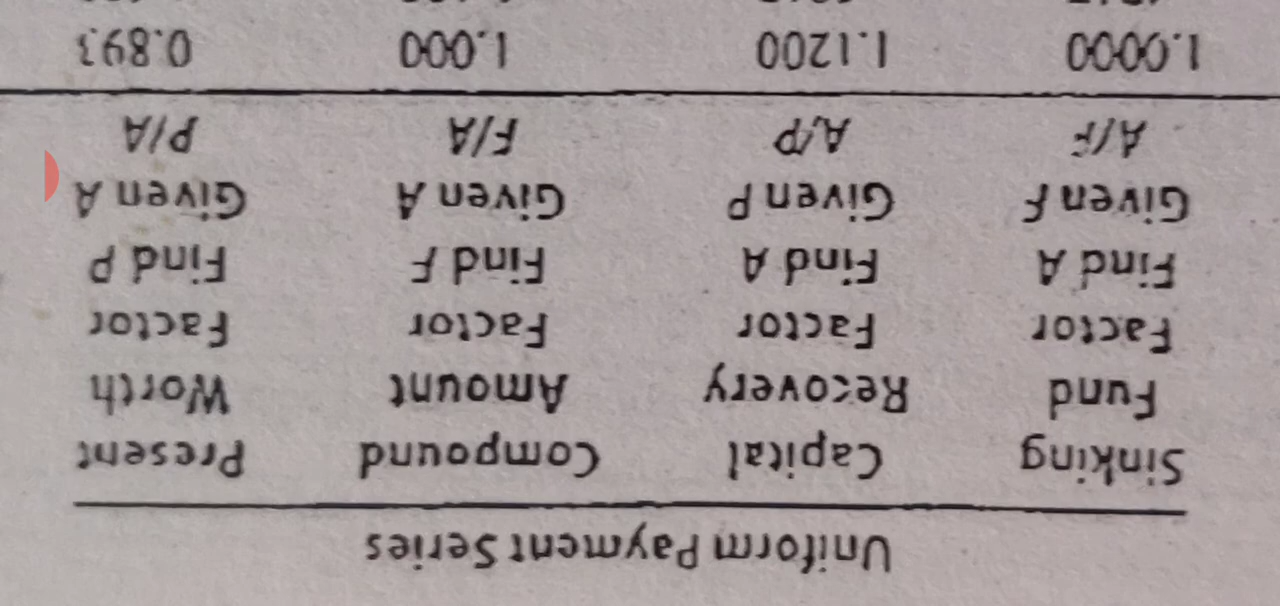 Uniform Payment Series
Sinking Capital Compound Present
Fund Recovery Amount Worth
Factor Factor Factor Factor
Find A Find A Find F Find P
Given F Given P Given A Given A
A/F A/P F/A P/A
1.0000 1.1200 1.000 0.893